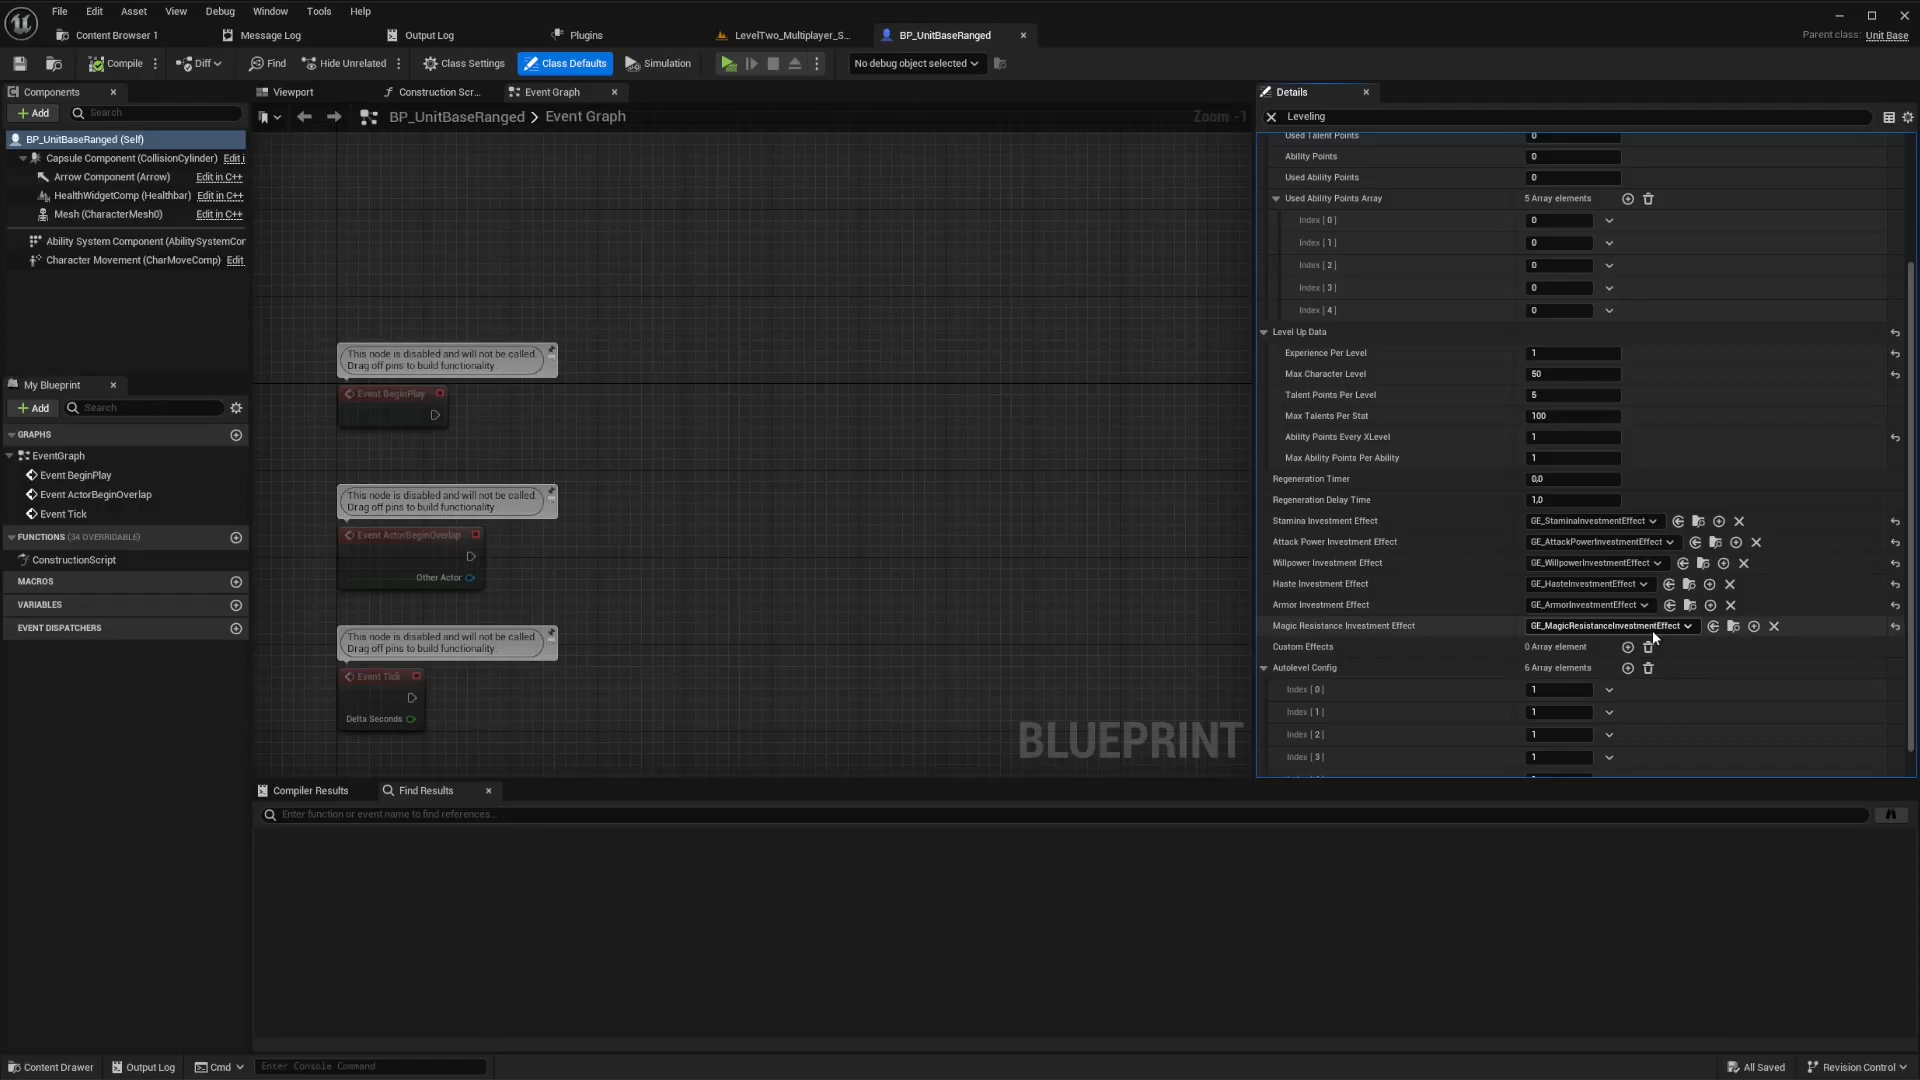 File Edit Asset View Debug Window Tools Help
Content Browser 1 Message Log Output Log Plugins LevelTwo_Multiplayer_S... BP_UnitBaseRanged Parent class: Unit Base
Compile Diff Find Hide Unrelated Class Settings Class Defaults Simulation No debug object selected
Components
Add Search
BP_UnitBaseRanged (Self)
Capsule Component (CollisionCylinder) Edit i
Arrow Component (Arrow) Edit in C++
HealthWidgetComp (Healthbar) Edit in C++
Mesh (CharacterMesh0) Edit in C++
Ability System Component (AbilitySystemCor
Character Movement (CharMoveComp) Edit
My Blueprint
Add Search
GRAPHS
EventGraph
Event BeginPlay
Event ActorBeginOverlap
Event Tick
FUNCTIONS (34 OVERRIDABLE)
ConstructionScript
MACROS
VARIABLES
EVENT DISPATCHERS
Viewport Construction Scr... Event Graph
BP_UnitBaseRanged > Event Graph Zoom -1
This node is disabled and will not be called.
Drag off pins to build functionality.
Event BeginPlay
This node is disabled and will not be called.
Drag off pins to build functionality.
Event ActorBeginOverlap
Other Actor
This node is disabled and will not be called.
Drag off pins to build functionality.
Event Tick
Delta Seconds
BLUEPRINT
Details
Leveling
Used Talent Points 0
Ability Points 0
Used Ability Points 0
Used Ability Points Array 5 Array elements
Index [ 0 ] 0
Index [ 1 ] 0
Index [ 2 ] 0
Index [ 3 ] 0
Index [ 4 ] 0
Level Up Data
Experience Per Level 1
Max Character Level 50
Talent Points Per Level 5
Max Talents Per Stat 100
Ability Points Every XLevel 1
Max Ability Points Per Ability 1
Regeneration Timer 0,0
Regeneration Delay Time 1,0
Stamina Investment Effect GE_StaminaInvestmentEffect
Attack Power Investment Effect GE_AttackPowerInvestmentEffect
Willpower Investment Effect GE_WillpowerInvestmentEffect
Haste Investment Effect GE_HasteInvestmentEffect
Armor Investment Effect GE_ArmorInvestmentEffect
Magic Resistance Investment Effect GE_MagicResistanceInvestmentEffect
Custom Effects 0 Array element
Autolevel Config 6 Array elements
Index [ 0 ] 1
Index [ 1 ] 1
Index [ 2 ] 1
Index [ 3 ] 1
Compiler Results Find Results
Enter function or event name to find references...
Content Drawer Output Log Cmd Enter Console Command All Saved Revision Control